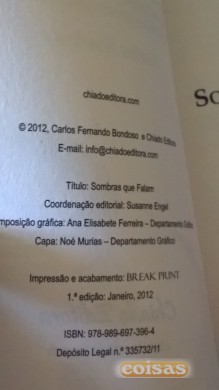 chiadoeditora.com
So
© 2012, Carlos Fernando Bondoso e Chiado Editora
E-mail: info@chiadoeditora.com
Título: Sombras que Falam
Coordenação editorial: Susanne Engel
mposição gráfica: Ana Elisabete Ferreira – Departamento Gráfico
Capa: Noé Murias – Departamento Gráfico
Impressão e acabamento: BREAK PRINT
1.ª edição: Janeiro, 2012
ISBN: 978-989-697-396-4
Depósito Legal n.º 335732/11
coisas